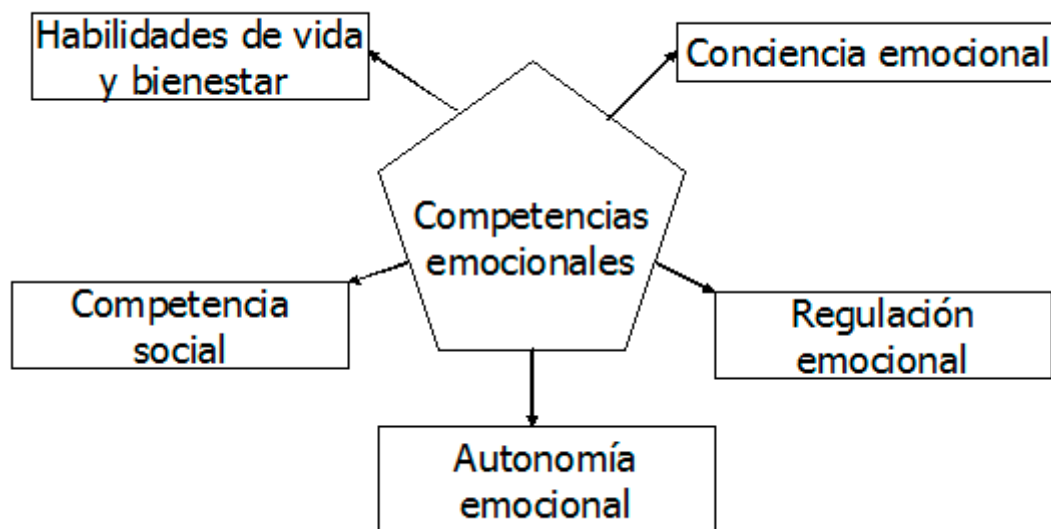 Habilidades de vida
y bienestar
Conciencia emocional
Competencias
emocionales
Competencia
social
Regulación
emocional
Autonomía
emocional